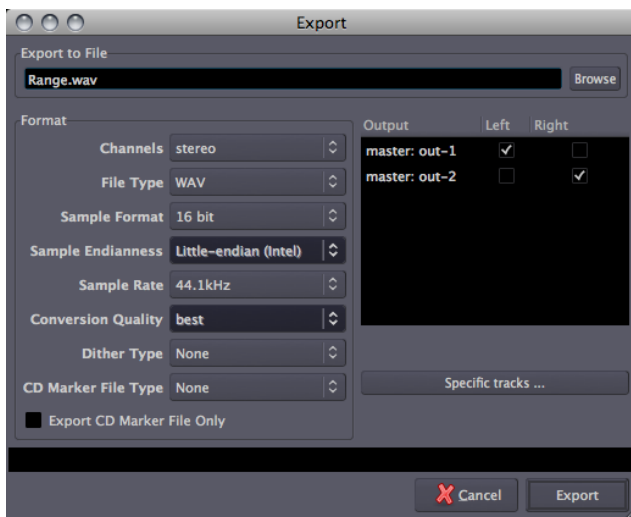 Export
Export to File
Range.wav
Browse
Format
Channels stereo
File Type WAV
Sample Format 16 bit
Sample Endianness Little-endian (Intel)
Sample Rate 44.1kHz
Conversion Quality best
Dither Type None
CD Marker File Type None
Export CD Marker File Only
Output Left Right
master: out-1
master: out-2
Specific tracks ...
Cancel
Export